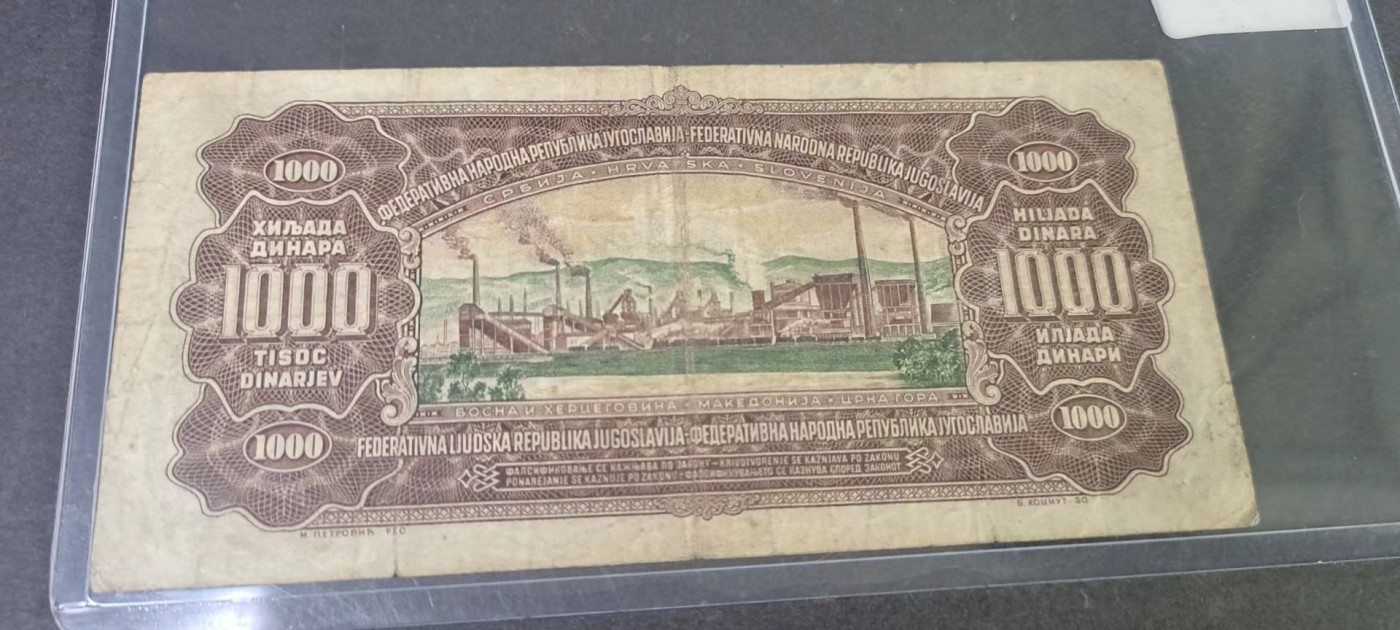 ФЕДЕРАТИВНА НАРОДНА РЕПУБЛИКА ЈУГОСЛАВИЈА-FEDERATIVNA NARODNA REPUBLIKA JUGOSLAVIJA
СРБИЈА · HRVATSKA · SLOVENIJA
1000
1000
ХИЉАДА
ДИНАРА
1000
TISOČ
DINARJEV
HILJADA
DINARA
1000
ИЛЈАДА
ДИНАРИ
1000
1000
БОСНА И ХЕРЦЕГОВИНА · МАКЕДОНИЈА · ЦРНА ГОРА
FEDERATIVNA LJUDSKA REPUBLIKA JUGOSLAVIJA-ФЕДЕРАТИВНА НАРОДНА РЕПУБЛИКА ЈУГОСЛАВИЈА
ФАЛСИФИКОВАЊЕ СЕ КАЖЊАВА ПО ЗАКОНУ — KRIVOTVORENJE SE KAZNJAVA PO ZAKONU
PONAREJANJE SE KAZNUJE PO ZAKONU — ФАЛСИФИКУВАЊЕТО СЕ КАЗНУВА СПОРЕД ЗАКОНОТ
Б. КОЦМУТ · SC